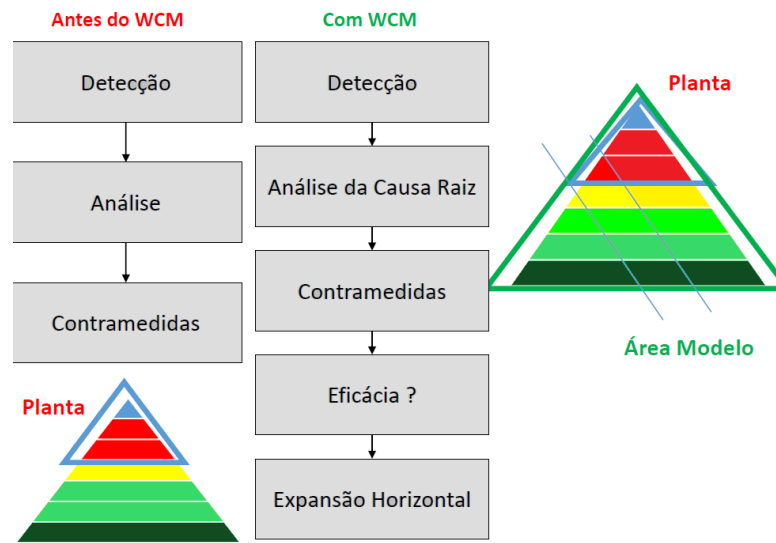 Antes do WCM
Com WCM
Detecção
Detecção
Planta
Análise
Análise da Causa Raiz
Contramedidas
Contramedidas
Área Modelo
Planta
Eficácia ?
Expansão Horizontal